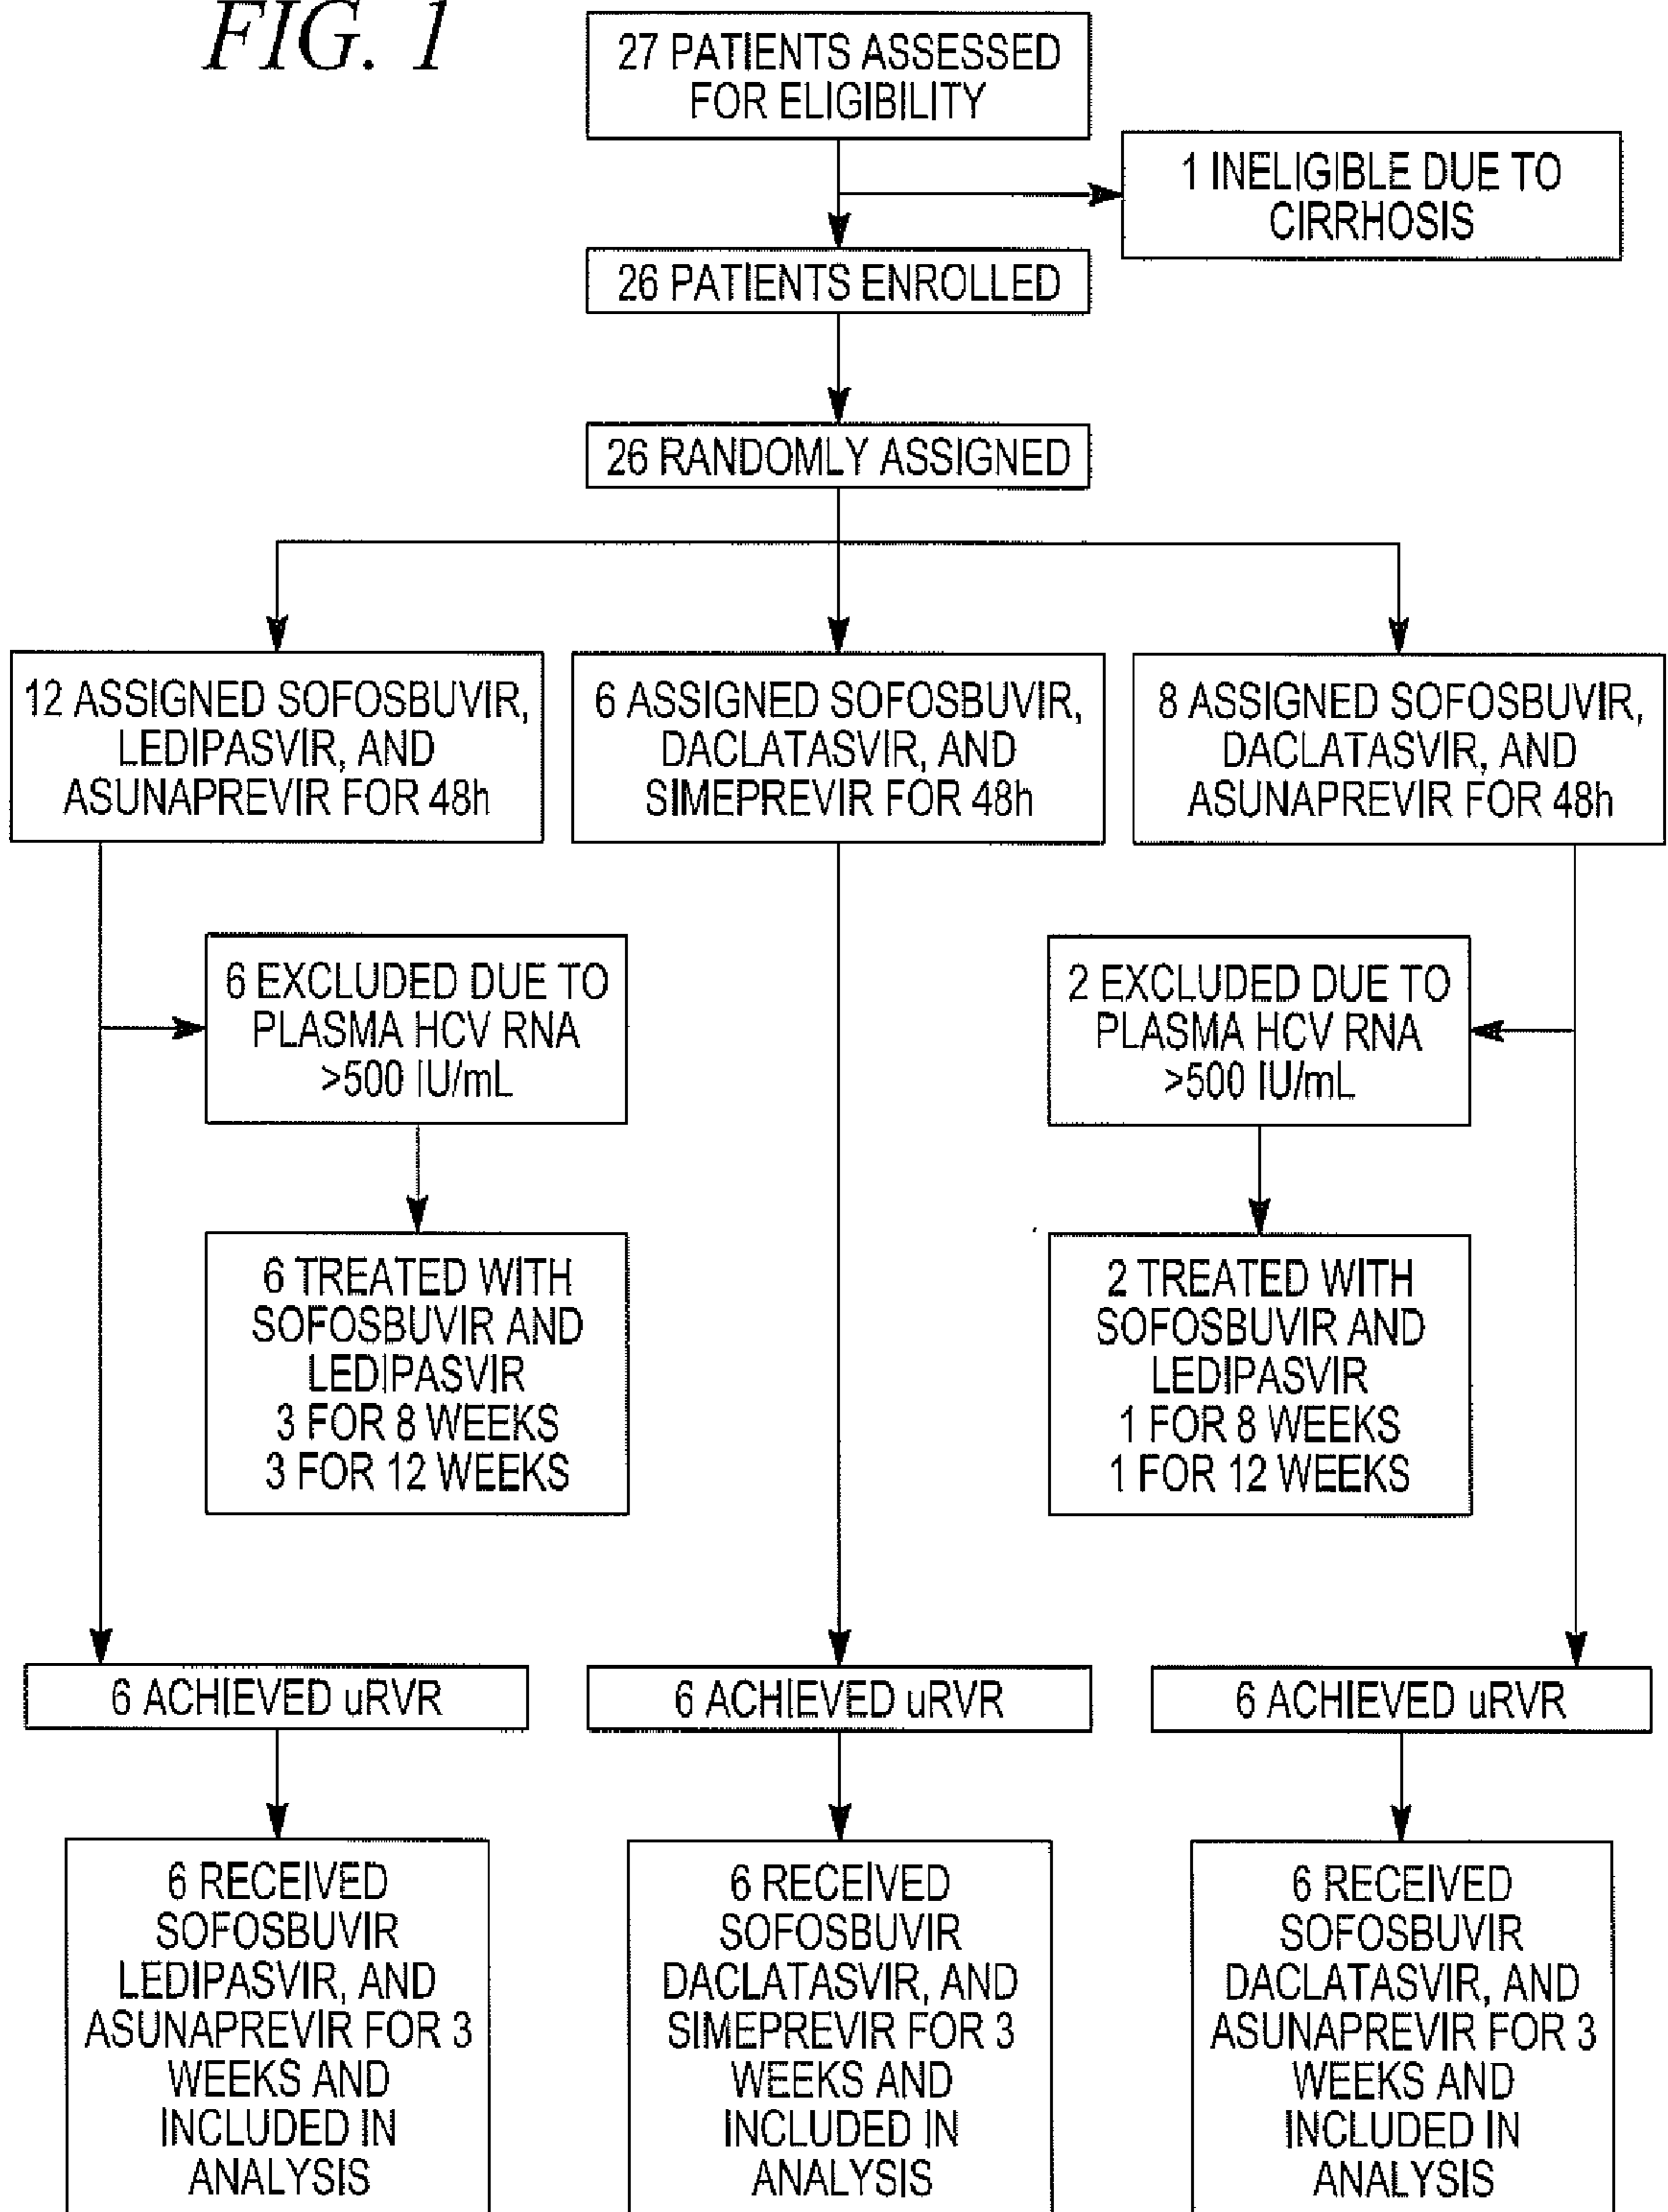 FIG. 1
27 PATIENTS ASSESSED
FOR ELIGIBILITY
1 INELIGIBLE DUE TO
CIRRHOSIS
26 PATIENTS ENROLLED
26 RANDOMLY ASSIGNED
12 ASSIGNED SOFOSBUVIR,
LEDIPASVIR, AND
ASUNAPREVIR FOR 48h
6 ASSIGNED SOFOSBUVIR,
DACLATASVIR, AND
SIMEPREVIR FOR 48h
8 ASSIGNED SOFOSBUVIR,
DACLATASVIR, AND
ASUNAPREVIR FOR 48h
6 EXCLUDED DUE TO
PLASMA HCV RNA
>500 IU/mL
2 EXCLUDED DUE TO
PLASMA HCV RNA
>500 IU/mL
6 TREATED WITH
SOFOSBUVIR AND
LEDIPASVIR
3 FOR 8 WEEKS
3 FOR 12 WEEKS
2 TREATED WITH
SOFOSBUVIR AND
LEDIPASVIR
1 FOR 8 WEEKS
1 FOR 12 WEEKS
6 ACHIEVED uRVR
6 ACHIEVED uRVR
6 ACHIEVED uRVR
6 RECEIVED
SOFOSBUVIR
LEDIPASVIR, AND
ASUNAPREVIR FOR 3
WEEKS AND
INCLUDED IN
ANALYSIS
6 RECEIVED
SOFOSBUVIR
DACLATASVIR, AND
SIMEPREVIR FOR 3
WEEKS AND
INCLUDED IN
ANALYSIS
6 RECEIVED
SOFOSBUVIR
DACLATASVIR, AND
ASUNAPREVIR FOR 3
WEEKS AND
INCLUDED IN
ANALYSIS